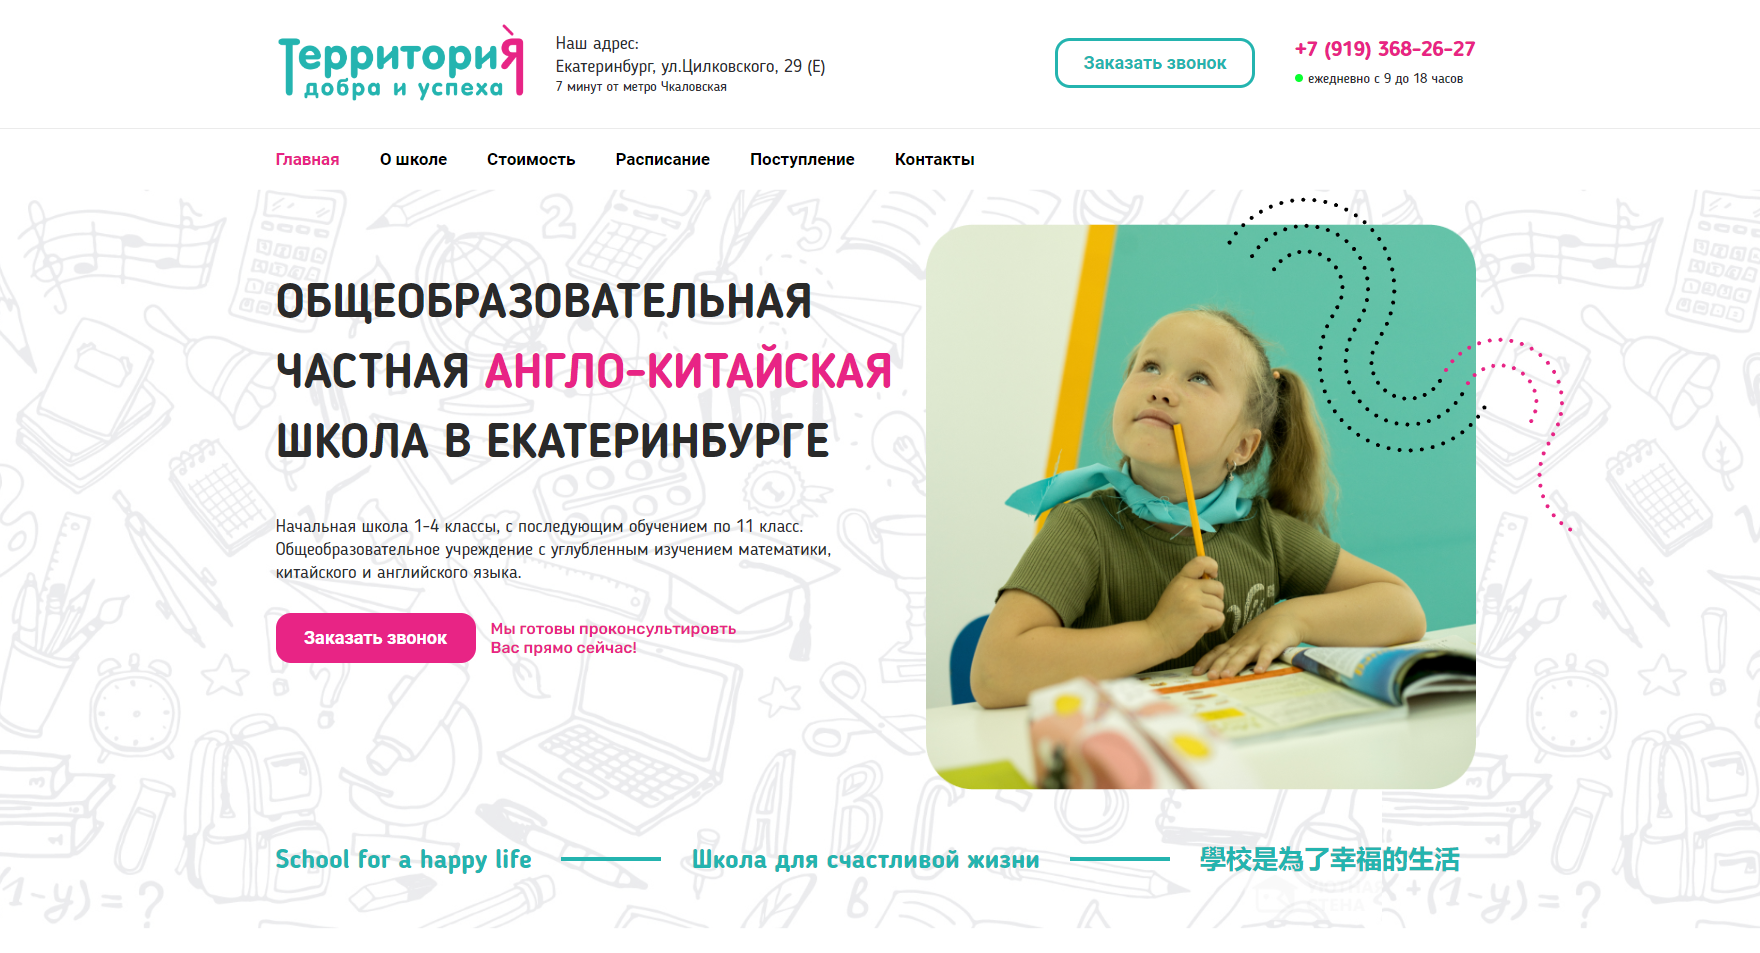 Территория
добра и успеха
Наш адрес:
Екатеринбург, ул.Цилковского, 29 (Е)
7 минут от метро Чкаловская
Заказать звонок
+7 (919) 368-26-27
ежедневно с 9 до 18 часов
Главная О школе Стоимость Расписание Поступление Контакты
ОБЩЕОБРАЗОВАТЕЛЬНАЯ
ЧАСТНАЯ АНГЛО-КИТАЙСКАЯ
ШКОЛА В ЕКАТЕРИНБУРГЕ
Начальная школа 1-4 классы, с последующим обучением по 11 класс.
Общеобразовательное учреждение с углубленным изучением математики,
китайского и английского языка.
Заказать звонок
Мы готовы проконсультировть
Вас прямо сейчас!
School for a happy life
Школа для счастливой жизни
學校是為了幸福的生活